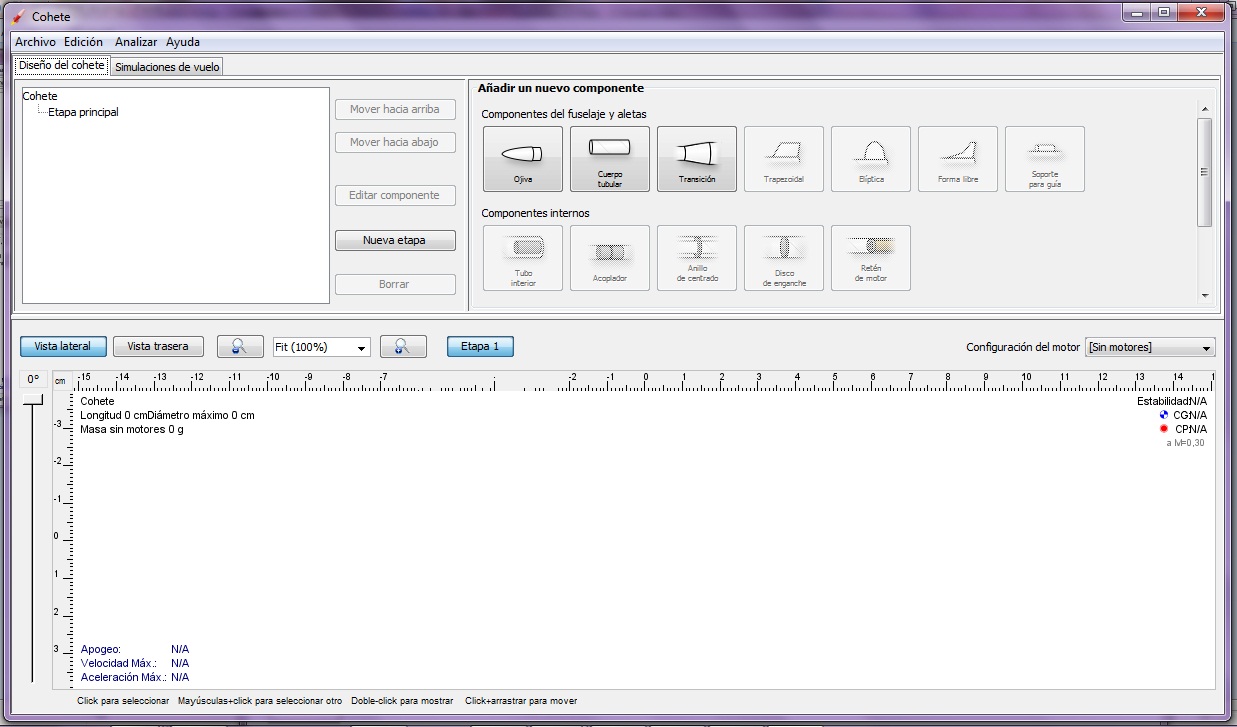 Cohete
Archivo Edición Analizar Ayuda
Diseño del cohete Simulaciones de vuelo
Cohete
Etapa principal
Mover hacia arriba
Mover hacia abajo
Editar componente
Nueva etapa
Borrar
Añadir un nuevo componente
Componentes del fuselaje y aletas
Ojiva
Cuerpo
tubular
Transición
Trapezoidal
Elíptica
Forma libre
Soporte
para guía
Componentes internos
Tubo
interior
Acoplador
Anillo
de centrado
Disco
de enganche
Retén
de motor
Vista lateral Vista trasera Fit (100%) Etapa 1 Configuración del motor [Sin motores]
0° cm -15 -14 -13 -12 -11 -10 -9 -8 -7 -2 -1 0 1 2 3 4 5 6 7 8 9 10 11 12 13 14 1
-3
-2
-1
0
1
2
3
Cohete
Longitud 0 cmDiámetro máximo 0 cm
Masa sin motores 0 g
Estabilidad:N/A
CG:N/A
CP:N/A
a M=0,30
Apogeo: N/A
Velocidad Máx.: N/A
Aceleración Máx.: N/A
Click para seleccionar Mayúsculas+click para seleccionar otro Doble-click para mostrar Click+arrastrar para mover